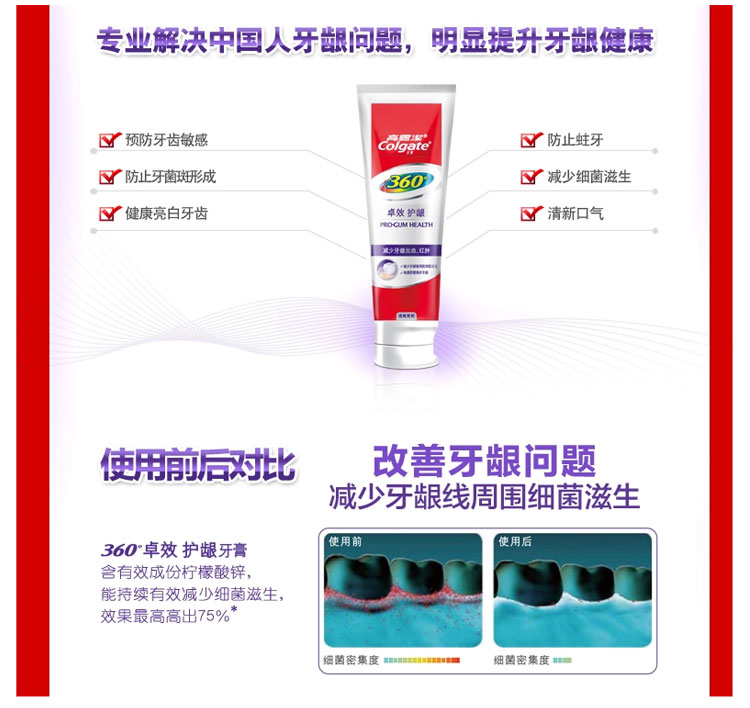 专业解决中国人牙龈问题，明显提升牙龈健康
预防牙齿敏感
防止牙菌斑形成
健康亮白牙齿
防止蛀牙
减少细菌滋生
清新口气
高露洁®
Colgate®
360°
卓效 护龈
PRO-GUM HEALTH
减少牙龈出血、红肿
使用前后对比
改善牙龈问题
减少牙龈线周围细菌滋生
360°卓效 护龈牙膏
含有效成份柠檬酸锌，
能持续有效减少细菌滋生，
效果最高高出75%*
使用前
使用后
细菌密集度
细菌密集度